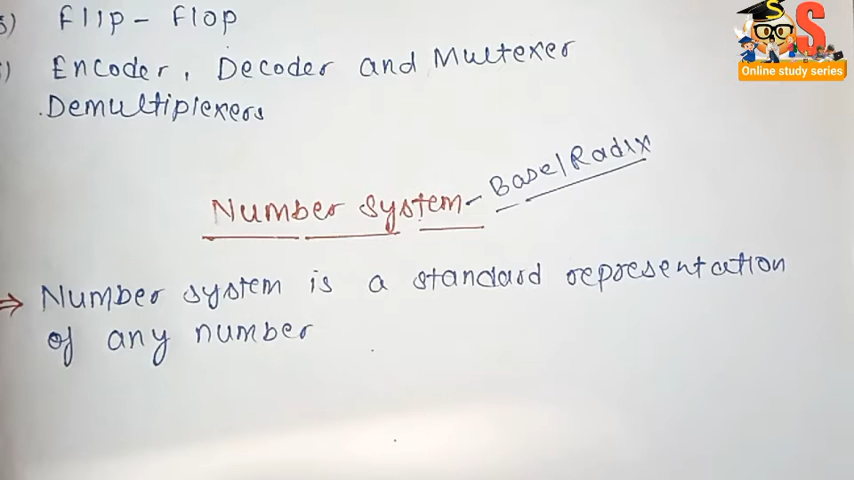 Flip - Flop
Encoder, Decoder and Multexer
Demultiplexers
Number System - Base/Radix
⇒ Number system is a standard representation
of any number
S
S
Online study series